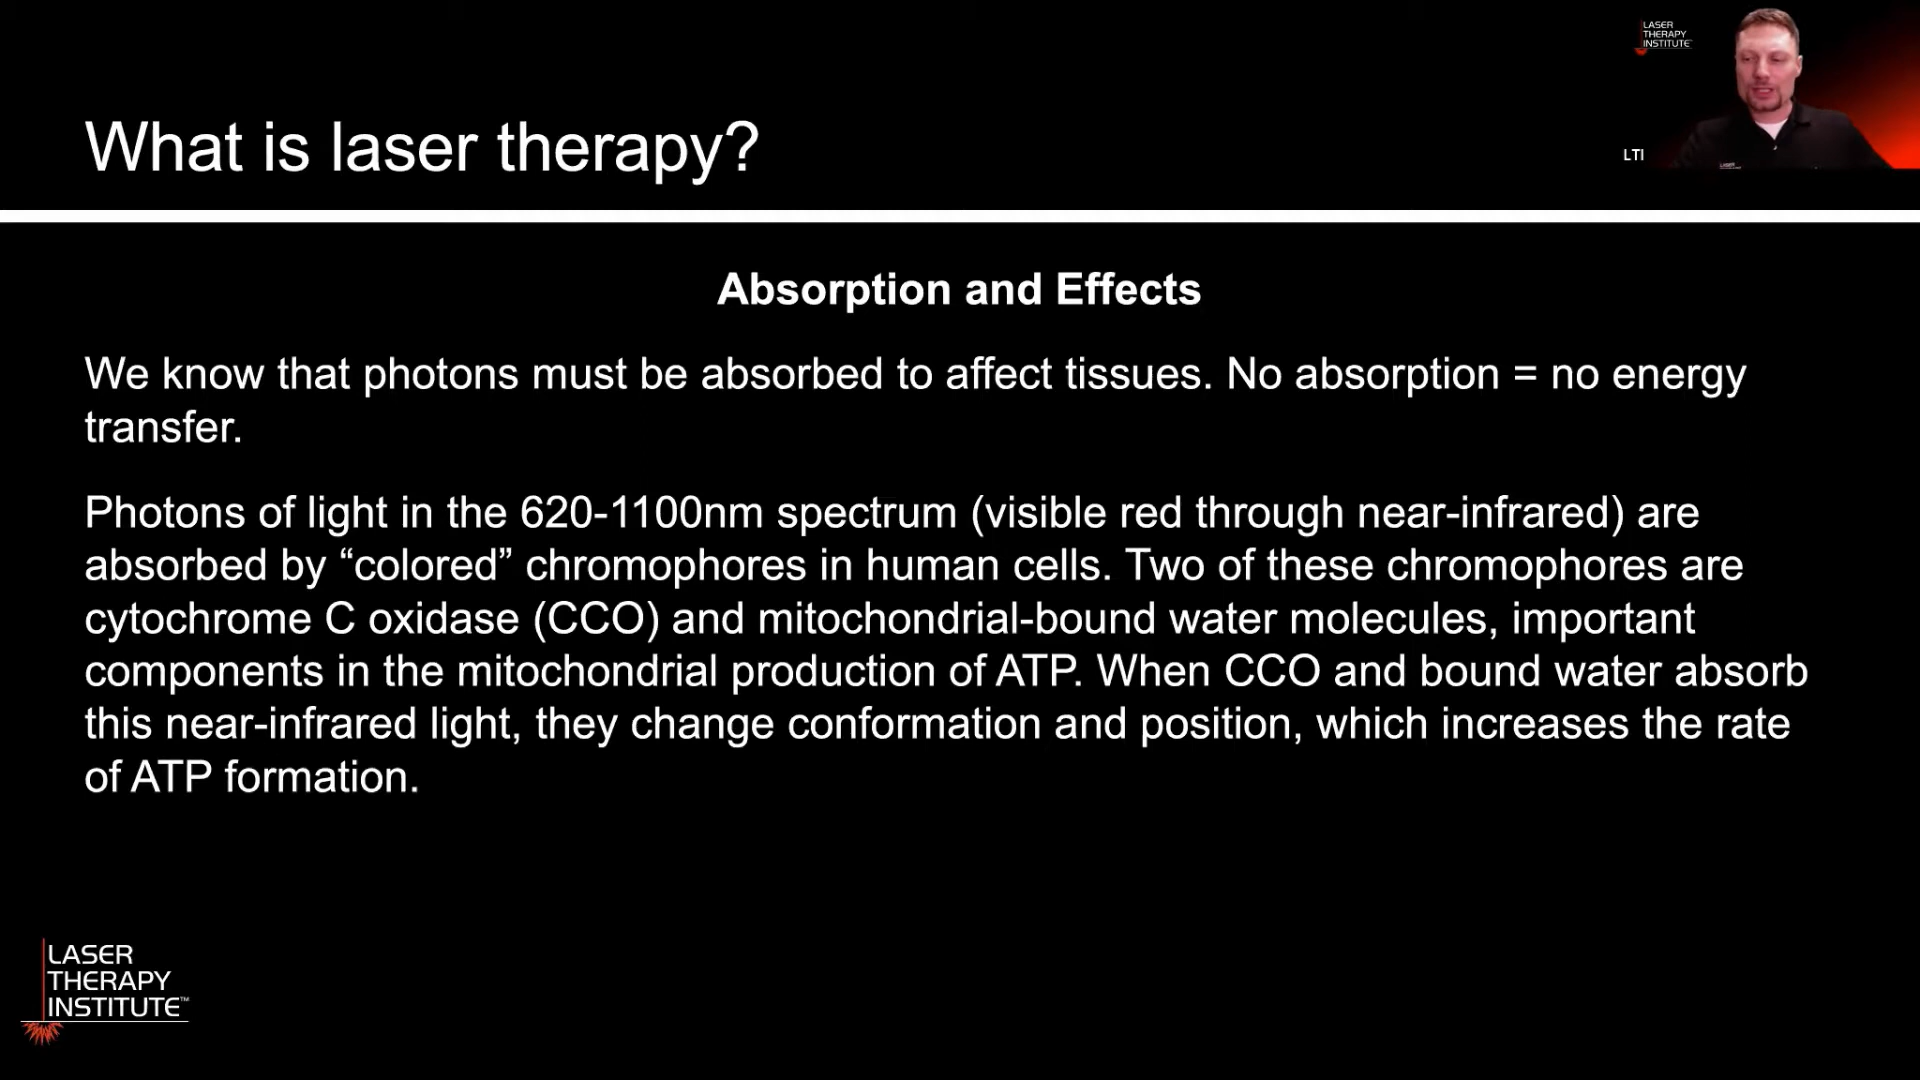 LASER
THERAPY
INSTITUTE
What is laser therapy?
LTI
Absorption and Effects
We know that photons must be absorbed to affect tissues. No absorption = no energy
transfer.
Photons of light in the 620-1100nm spectrum (visible red through near-infrared) are
absorbed by “colored” chromophores in human cells. Two of these chromophores are
cytochrome C oxidase (CCO) and mitochondrial-bound water molecules, important
components in the mitochondrial production of ATP. When CCO and bound water absorb
this near-infrared light, they change conformation and position, which increases the rate
of ATP formation.
LASER
THERAPY
INSTITUTE™